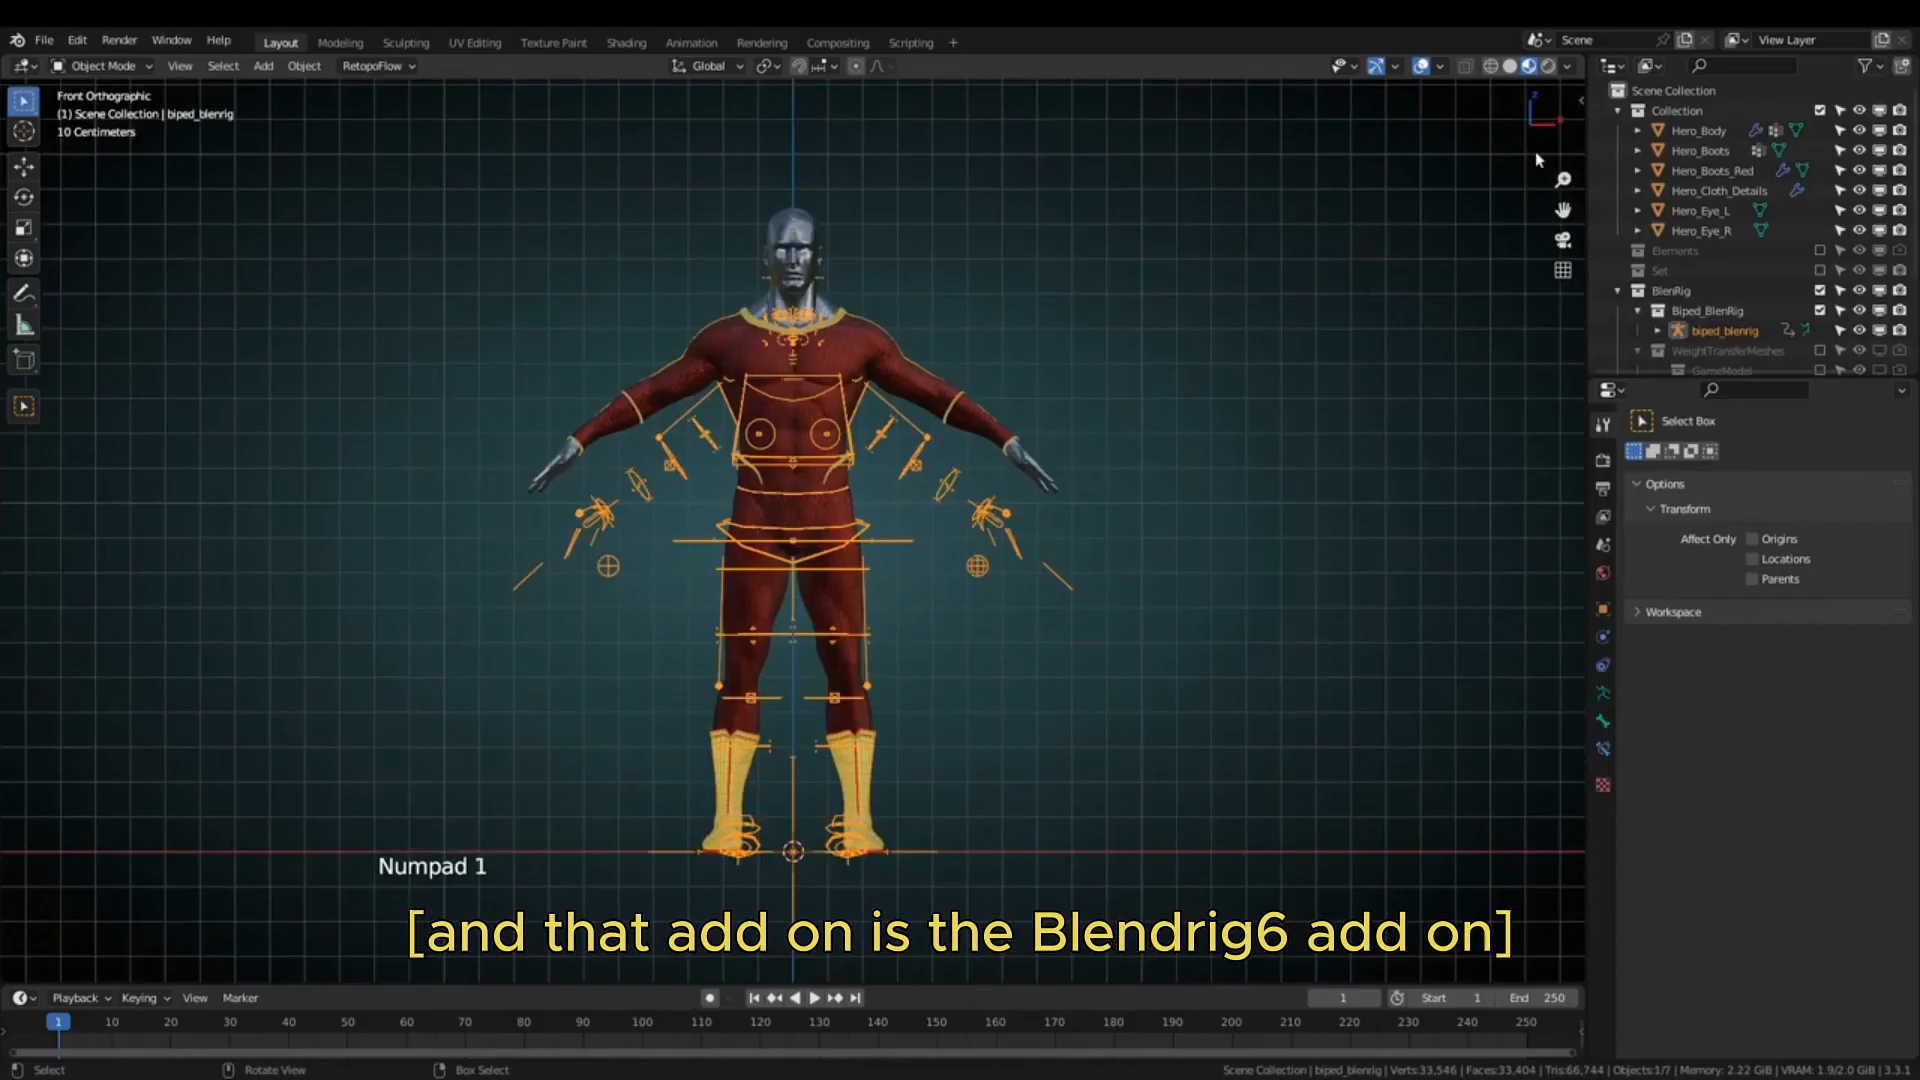 File Edit Render Window Help Layout Modeling Sculpting UV Editing Texture Paint Shading Animation Rendering Compositing Scripting + Scene View Layer
Object Mode View Select Add Object RetopoFlow Global
Front Orthographic
(1) Scene Collection | biped_blenrig
10 Centimeters
Z
Scene Collection
Collection
Hero_Body
Hero_Boots
Hero_Boots_Red
Hero_Cloth_Details
Hero_Eye_L
Hero_Eye_R
Elements
Set
BlenRig
Biped_BlenRig
biped_blenrig
WeightTransferMeshes
GameModel
Select Box
Options
Transform
Affect Only Origins
Locations
Parents
Workspace
Numpad 1
[and that add on is the Blendrig6 add on]
Playback Keying View Marker 1 Start 1 End 250
1 10 20 30 40 50 60 70 80 90 100 110 120 130 140 150 160 170 180 190 200 210 220 230 240 250
Select Rotate View Box Select Scene Collection | biped_blenrig | Verts:33,546 | Faces:33,404 | Tris:66,744 | Objects:1/7 | Memory: 2.22 GiB | VRAM: 1.9/2.0 GiB | 3.3.1